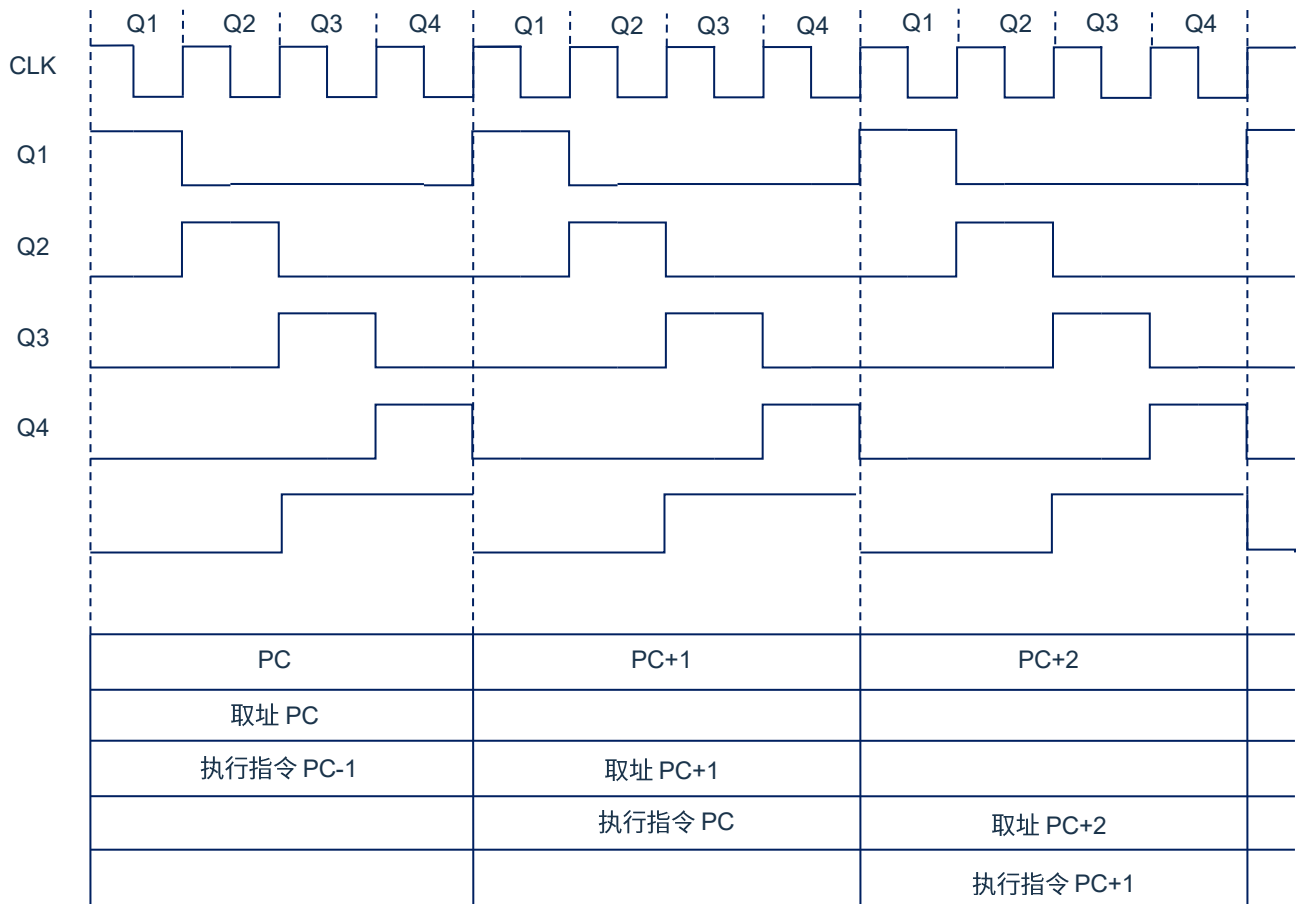 Q1 Q2 Q3 Q4 Q1 Q2 Q3 Q4 Q1 Q2 Q3 Q4
CLK
Q1
Q2
Q3
Q4
PC PC+1 PC+2
取址 PC
执行指令 PC-1 取址 PC+1
执行指令 PC 取址 PC+2
执行指令 PC+1